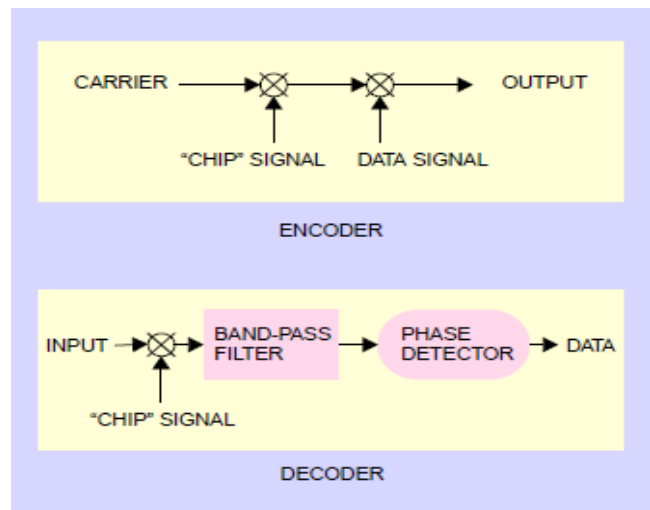 CARRIER
OUTPUT
“CHIP” SIGNAL
DATA SIGNAL
ENCODER
INPUT
BAND-PASS
FILTER
PHASE
DETECTOR
DATA
“CHIP” SIGNAL
DECODER